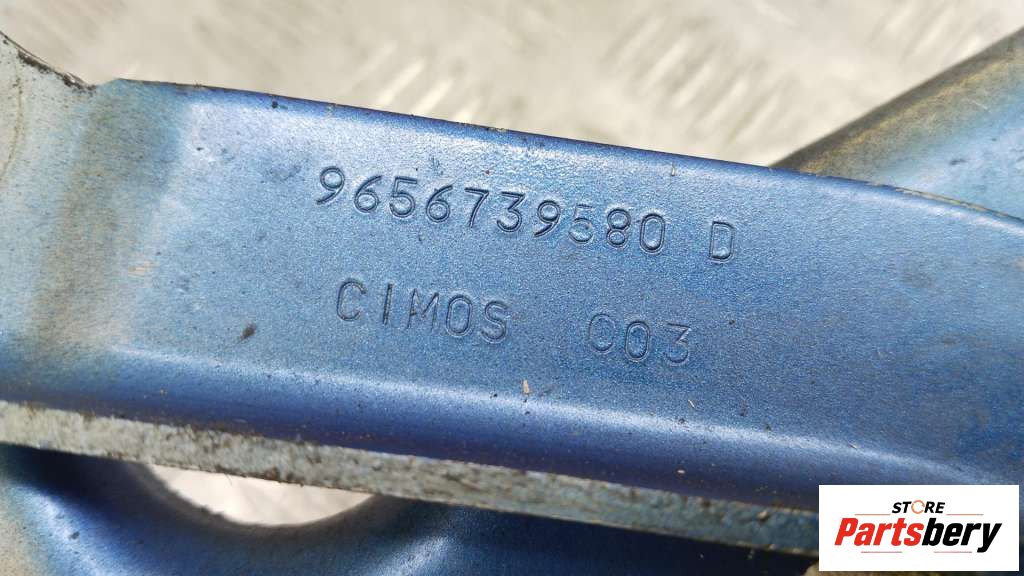 9656739580 D
CIMOS C03
STORE
Partsbery